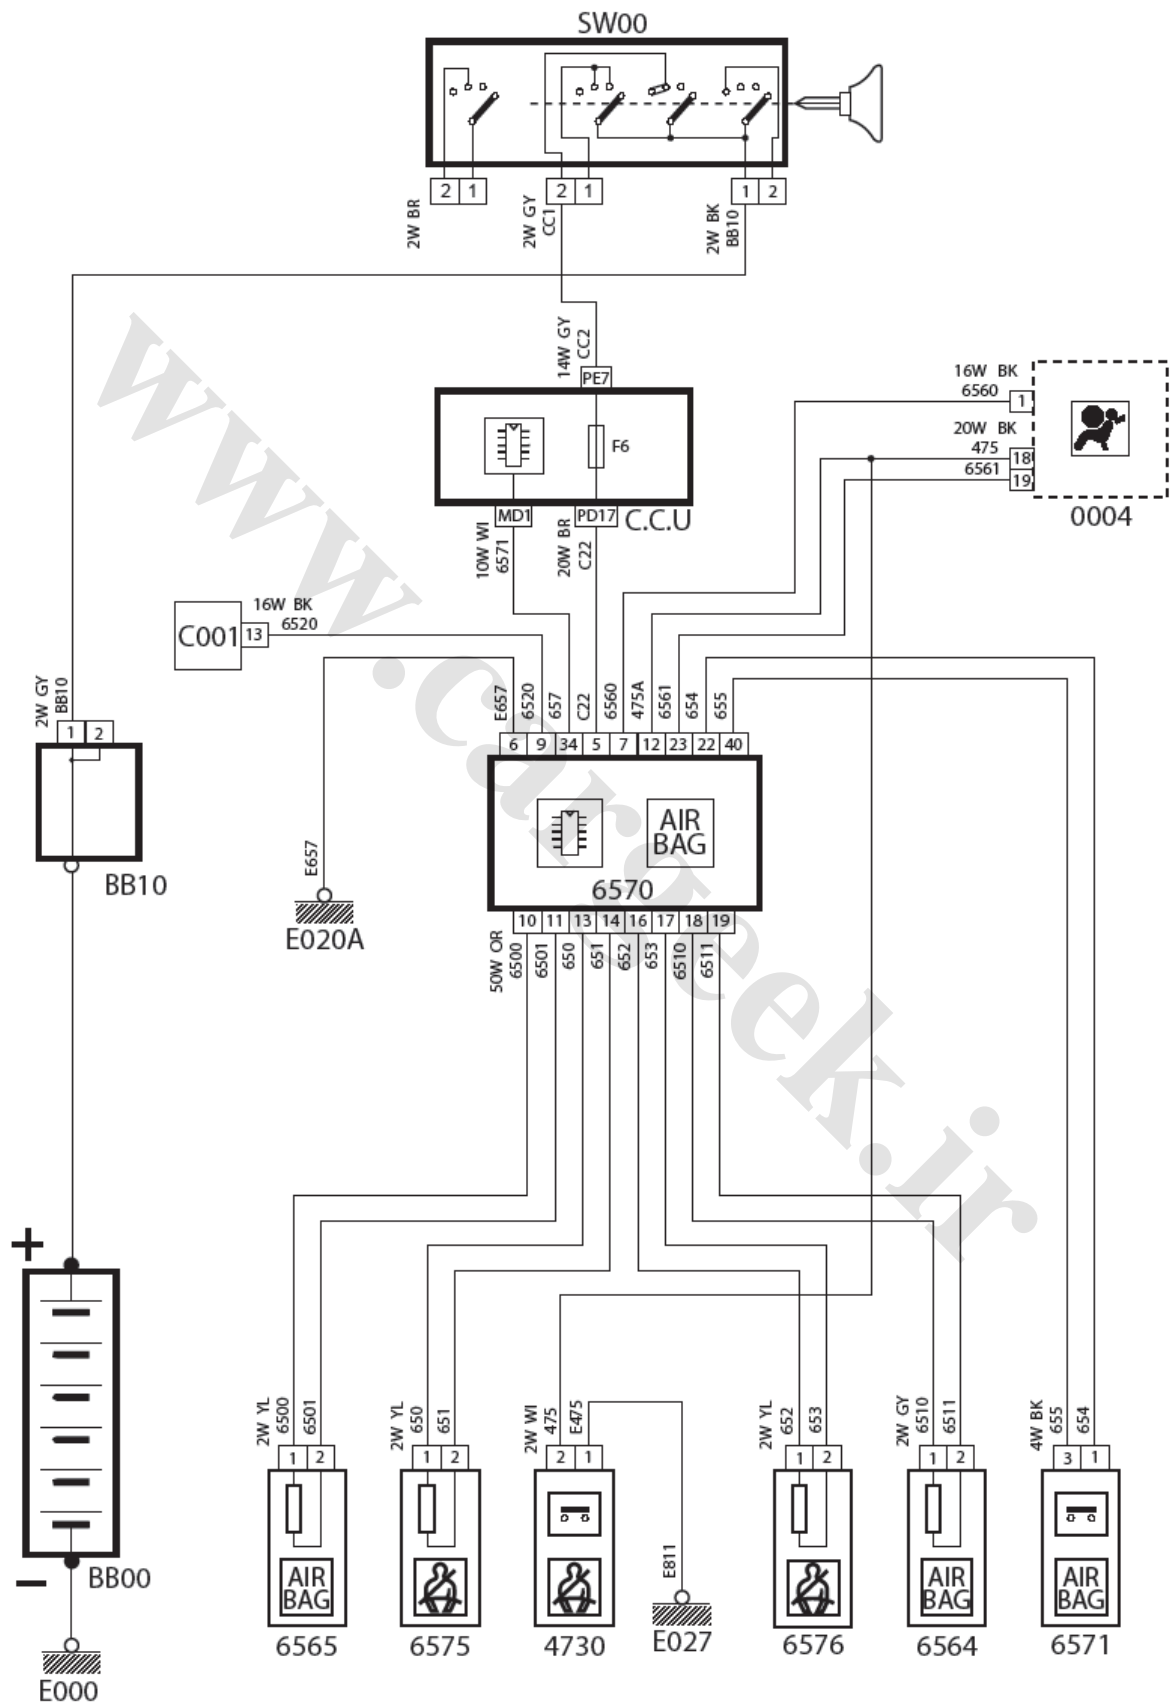 SW00
2 1
2 1
1 2
2W BR
2W GY
CC1
2W BK
BB10
14W GY
CC2
PE7
F6
MD1
PD17
C.C.U
10W WI
6571
20W BR
C22
16W BK
6560
1
20W BK
475
18
6561
19
0004
C001
13
16W BK
6520
2W GY
BB10
1 2
BB10
E657
6520
657
C22
6560
475A
6561
654
655
6 9 34 5 7 12 23 22 40
AIR
BAG
6570
E657
E020A
10 11 13 14 16 17 18 19
50W OR
6500
6501
650
651
652
653
6510
6511
+
−
BB00
E000
2W YL
6500
6501
1 2
AIR
BAG
6565
2W YL
650
651
1 2
6575
2W WI
475
E475
2 1
4730
E811
E027
2W YL
652
653
1 2
6576
2W GY
6510
6511
1 2
AIR
BAG
6564
4W BK
655
654
3 1
AIR
BAG
6571
www.cargeek.ir